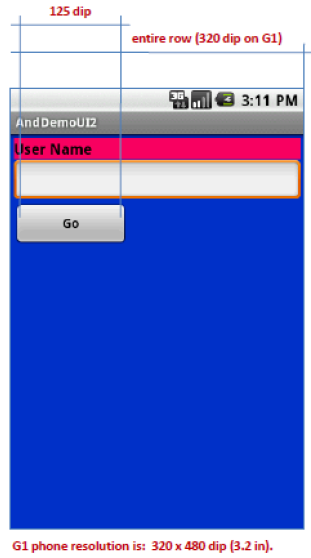 125 dip
entire row (320 dip on G1)
3G 3:11 PM
AndDemoUI2
User Name
Go
G1 phone resolution is: 320 x 480 dip (3.2 in).